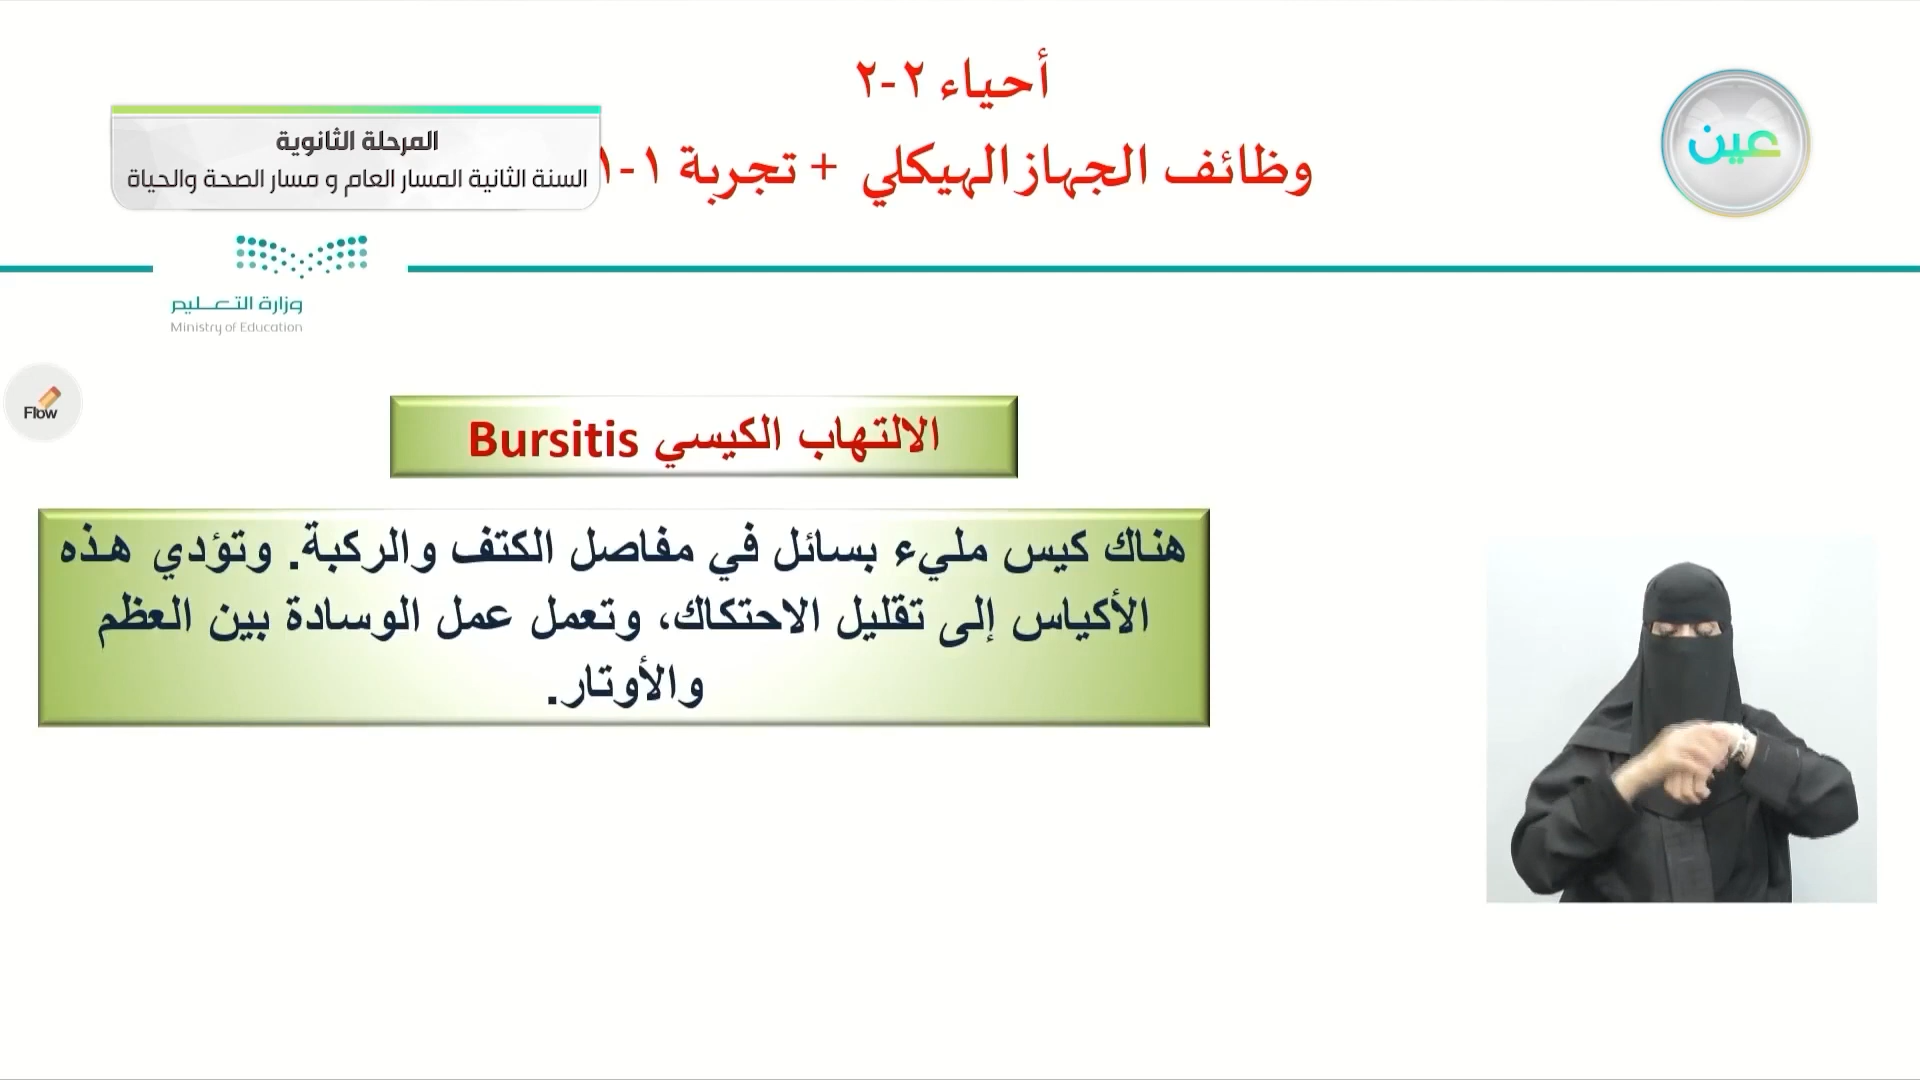 أحياء ٢-٢
وظائف الجهاز الهيكلي + تجربة ١-١
عين
المرحلة الثانوية
السنة الثانية المسار العام و مسار الصحة والحياة
وزارة التعليم
Ministry of Education
Flow
الالتهاب الكيسي Bursitis
هناك كيس مليء بسائل في مفاصل الكتف والركبة. وتؤدي هذه
الأكياس إلى تقليل الاحتكاك، وتعمل عمل الوسادة بين العظم
والأوتار.